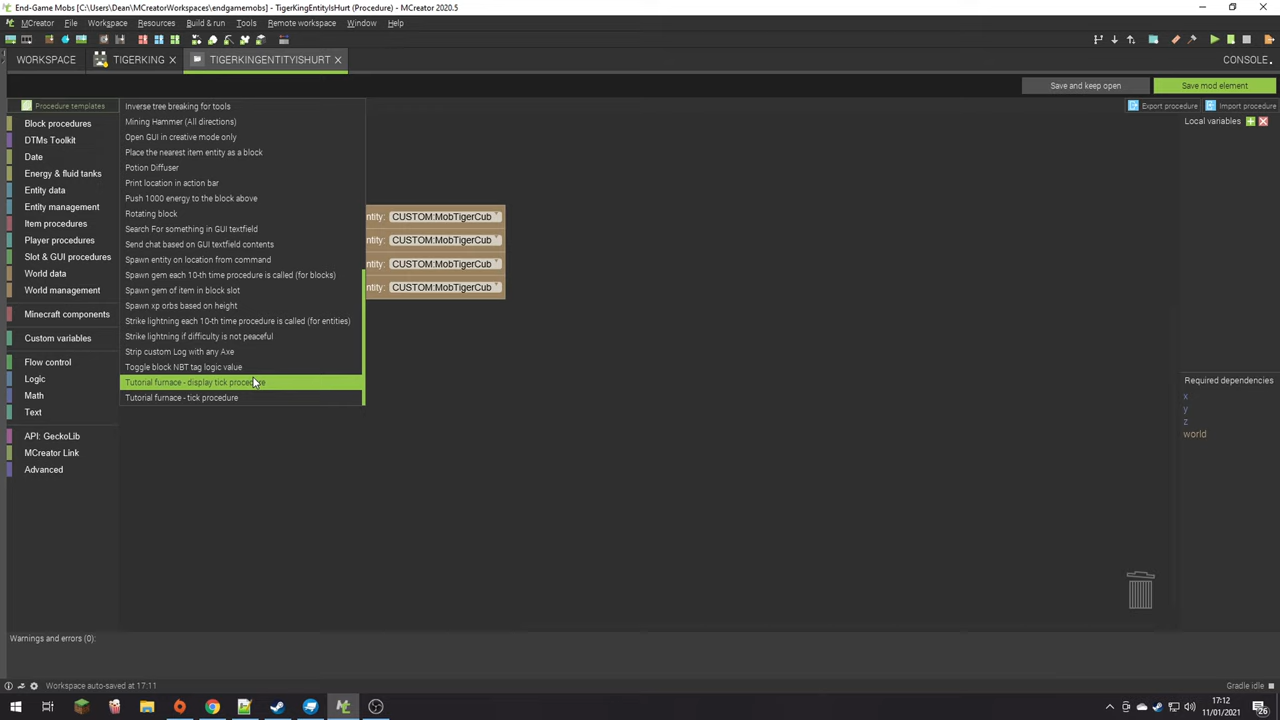 End-Game Mobs [C:\Users\Dean\MCreatorWorkspaces\endgamemobs] - TigerKingEntityIsHurt (Procedure) - MCreator 2020.5
MCreator File Workspace Resources Build & run Tools Remote workspace Window Help
WORKSPACE TIGERKING TIGERKINGENTITYISHURT CONSOLE
Save and keep open Save mod element
Procedure templates Export procedure Import procedure
Inverse tree breaking for tools
Mining Hammer (All directions)
Open GUI in creative mode only
Place the nearest item entity as a block
Potion Diffuser
Print location in action bar
Push 1000 energy to the block above
Rotating block
Search For something in GUI textfield
Send chat based on GUI textfield contents
Spawn entity on location from command
Spawn gem each 10-th time procedure is called (for blocks)
Spawn gem of item in block slot
Spawn xp orbs based on height
Strike lightning each 10-th time procedure is called (for entities)
Strike lightning if difficulty is not peaceful
Strip custom Log with any Axe
Toggle block NBT tag logic value
Tutorial furnace - display tick procedure
Tutorial furnace - tick procedure
Block procedures
DTMs Toolkit
Date
Energy & fluid tanks
Entity data
Entity management
Item procedures
Player procedures
Slot & GUI procedures
World data
World management
Minecraft components
Custom variables
Flow control
Logic
Math
Text
API: GeckoLib
MCreator Link
Advanced
ntity: CUSTOM:MobTigerCub
ntity: CUSTOM:MobTigerCub
ntity: CUSTOM:MobTigerCub
ntity: CUSTOM:MobTigerCub
Local variables
Required dependencies
x
y
z
world
Warnings and errors (0):
Workspace auto-saved at 17:11 Gradle idle
17:12
11/01/2021
26